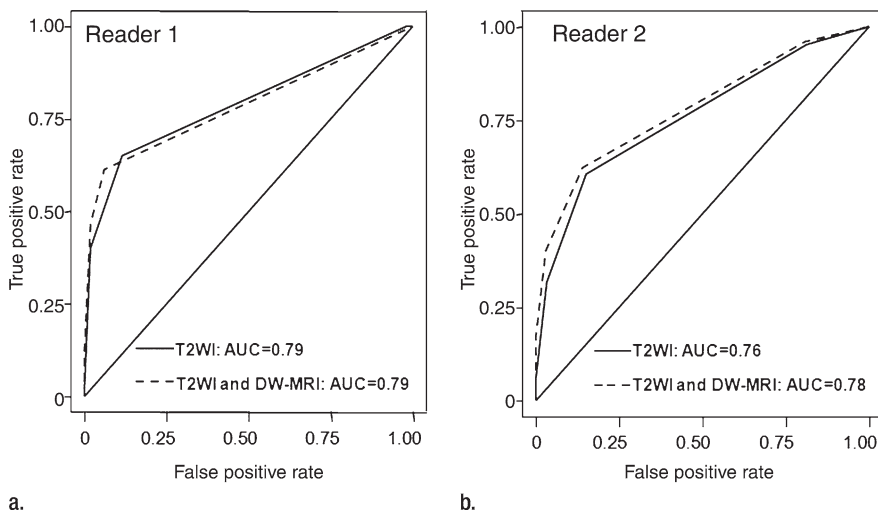 Reader 1
1.00
0.75
0.50
0.25
0
True positive rate
T2WI: AUC=0.79
T2WI and DW-MRI: AUC=0.79
0 0.25 0.50 0.75 1.00
False positive rate
a.
Reader 2
1.00
0.75
0.50
0.25
0
True positive rate
T2WI: AUC=0.76
T2WI and DW-MRI: AUC=0.78
0 0.25 0.50 0.75 1.00
False positive rate
b.